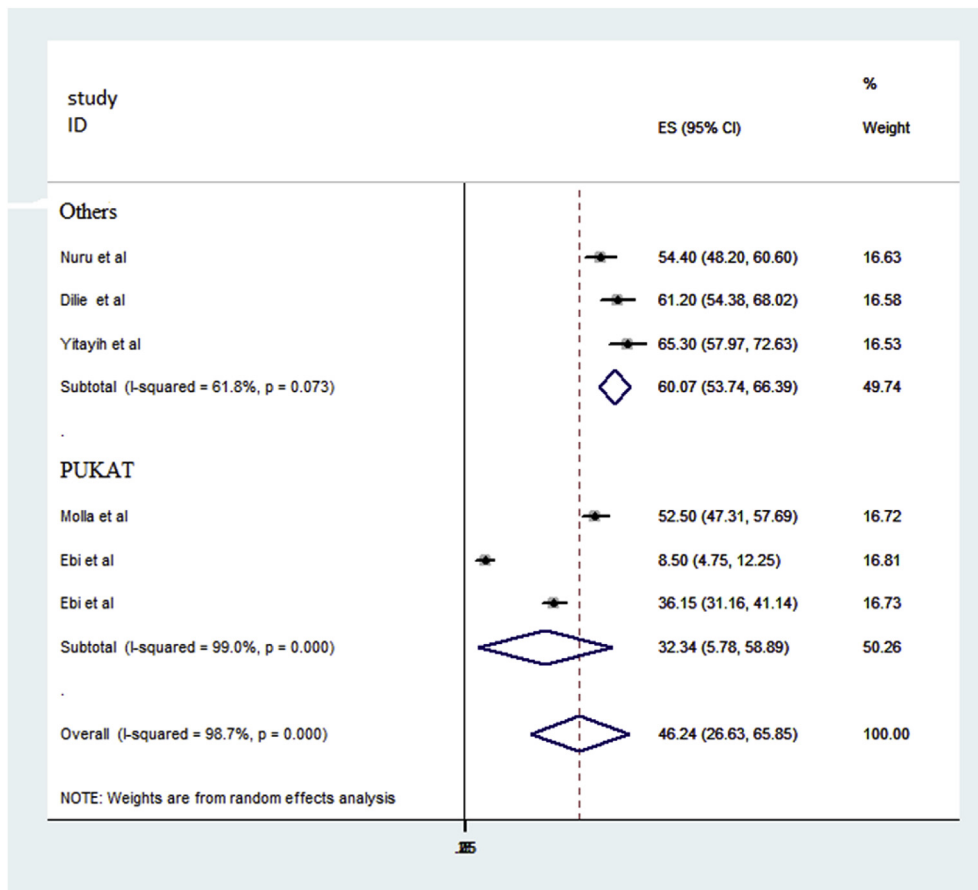 %
study
ID ES (95% CI) Weight
Others
Nuru et al 54.40 (48.20, 60.60) 16.63
Dilie et al 61.20 (54.38, 68.02) 16.58
Yitayih et al 65.30 (57.97, 72.63) 16.53
Subtotal (I-squared = 61.8%, p = 0.073) 60.07 (53.74, 66.39) 49.74
.
PUKAT
Molla et al 52.50 (47.31, 57.69) 16.72
Ebi et al 8.50 (4.75, 12.25) 16.81
Ebi et al 36.15 (31.16, 41.14) 16.73
Subtotal (I-squared = 99.0%, p = 0.000) 32.34 (5.78, 58.89) 50.26
.
Overall (I-squared = 98.7%, p = 0.000) 46.24 (26.63, 65.85) 100.00
NOTE: Weights are from random effects analysis